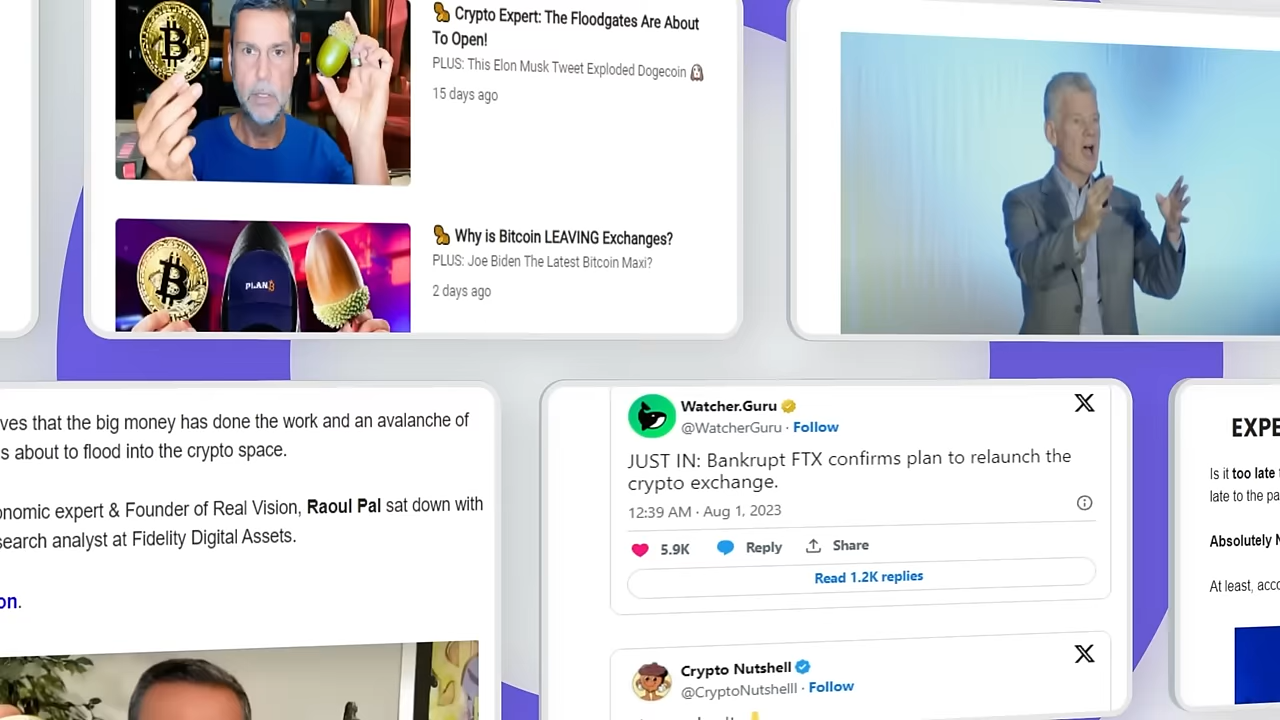 Crypto Expert: The Floodgates Are About
To Open!
PLUS: This Elon Musk Tweet Exploded Dogecoin
15 days ago
Why is Bitcoin LEAVING Exchanges?
PLUS: Joe Biden The Latest Bitcoin Maxi?
2 days ago
PLAN B
ves that the big money has done the work and an avalanche of
s about to flood into the crypto space.
onomic expert & Founder of Real Vision, Raoul Pal sat down with
search analyst at Fidelity Digital Assets.
on.
Watcher.Guru
@WatcherGuru · Follow
JUST IN: Bankrupt FTX confirms plan to relaunch the
crypto exchange.
12:39 AM · Aug 1, 2023
5.9K Reply Share
Read 1.2K replies
Crypto Nutshell
@CryptoNutshelll · Follow
EXPE
Is it too late
late to the pa
Absolutely N
At least, acco